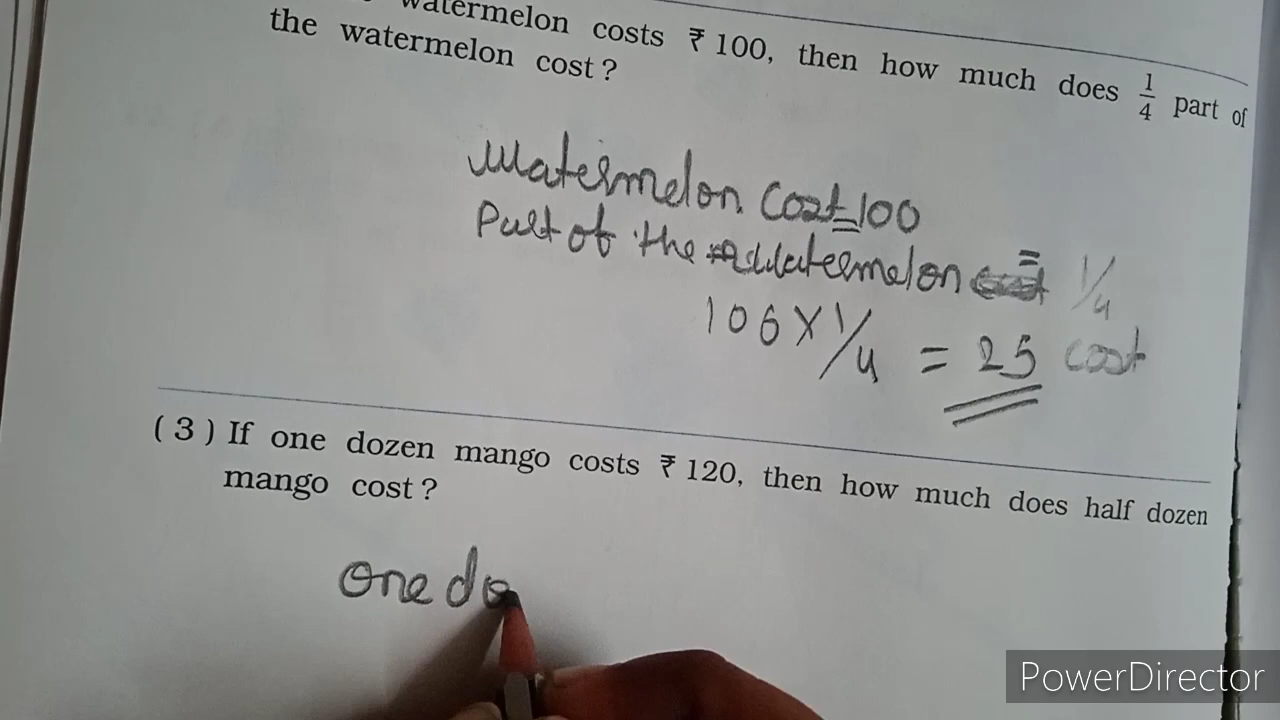 watermelon costs ₹ 100, then how much does 1/4 part of
the watermelon cost?
Watermelon Cost=100
Part of the Watermelon = 1/4
100 X 1/4 = 25 cost
(3) If one dozen mango costs ₹ 120, then how much does half dozen
mango cost?
one do
PowerDirector